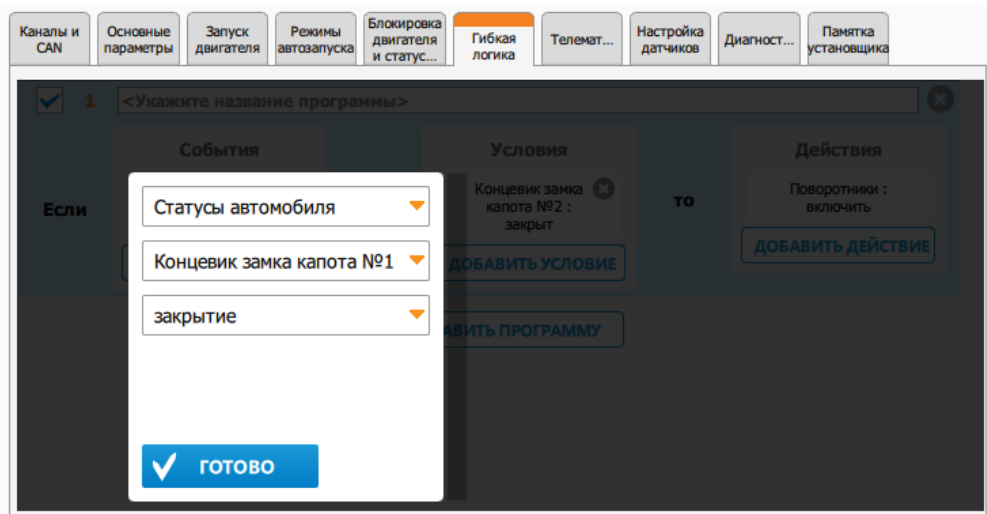 Каналы и
CAN
Основные
параметры
Запуск
двигателя
Режимы
автозапуска
Блокировка
двигателя
и статус...
Гибкая
логика
Телемат...
Настройка
датчиков
Диагност...
Памятка
установщика
1 <Укажите название программы>
События
Условия
Действия
Если
Статусы автомобиля
Концевик замка капота №1
закрытие
ГОТОВО
Концевик замка
капота №2 :
закрыт
ДОБАВИТЬ УСЛОВИЕ
то
Поворотники :
включить
ДОБАВИТЬ ДЕЙСТВИЕ
АВИТЬ ПРОГРАММУ